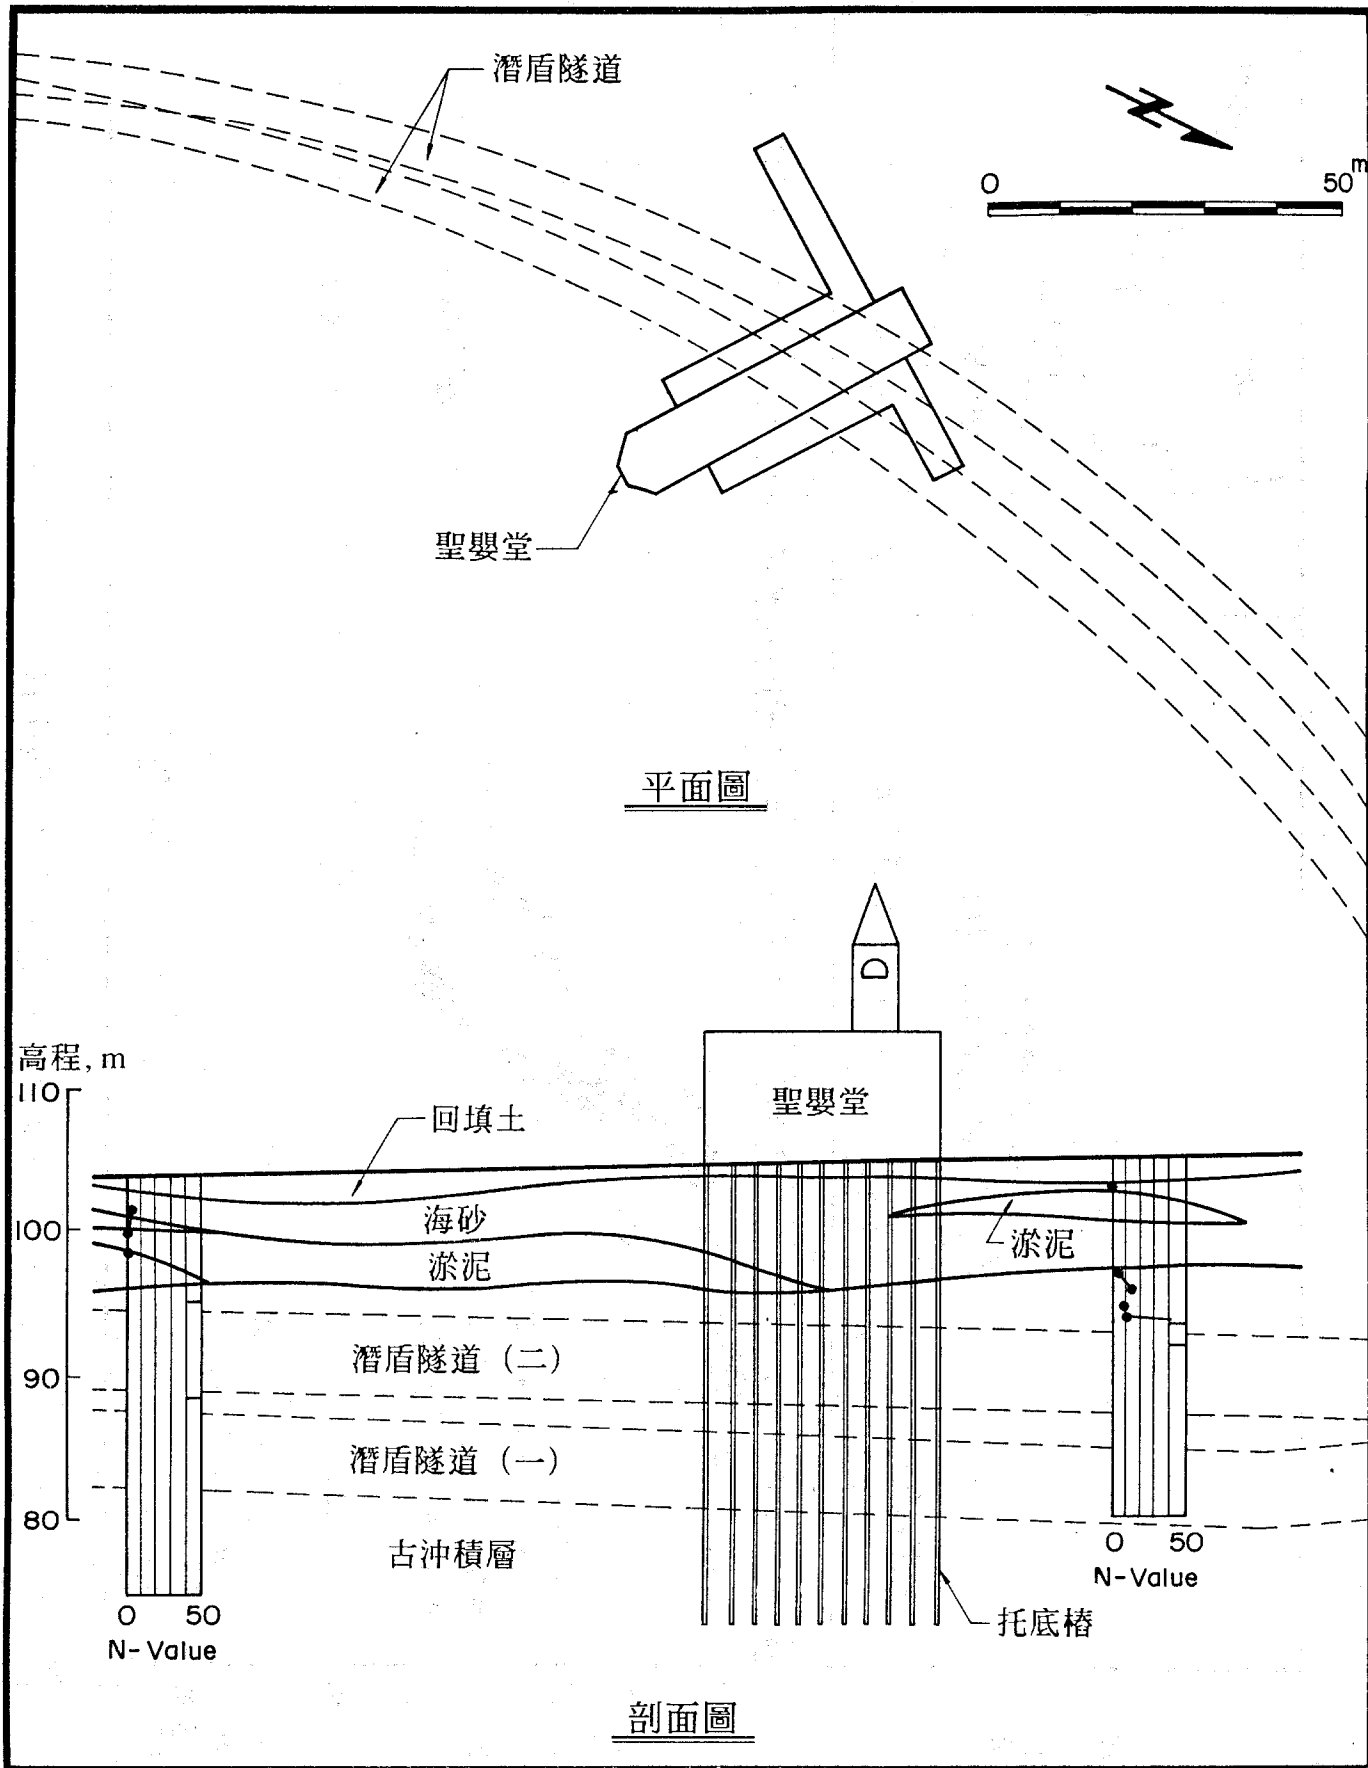 潛盾隧道
0 50m
聖嬰堂
平面圖
高程, m
110
聖嬰堂
回填土
海砂
100
淤泥
淤泥
潛盾隧道 (二)
90
潛盾隧道 (一)
80
古沖積層
0 50
N-Value
托底樁
0 50
N-Value
剖面圖